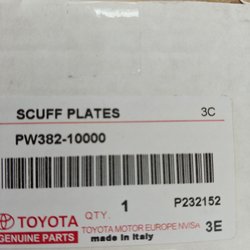 SCUFF PLATES 3C
PW382-10000
QTY. 1 P232152
TOYOTA TOYOTA MOTOR EUROPE NV/SA
GENUINE PARTS made in Italy 3E